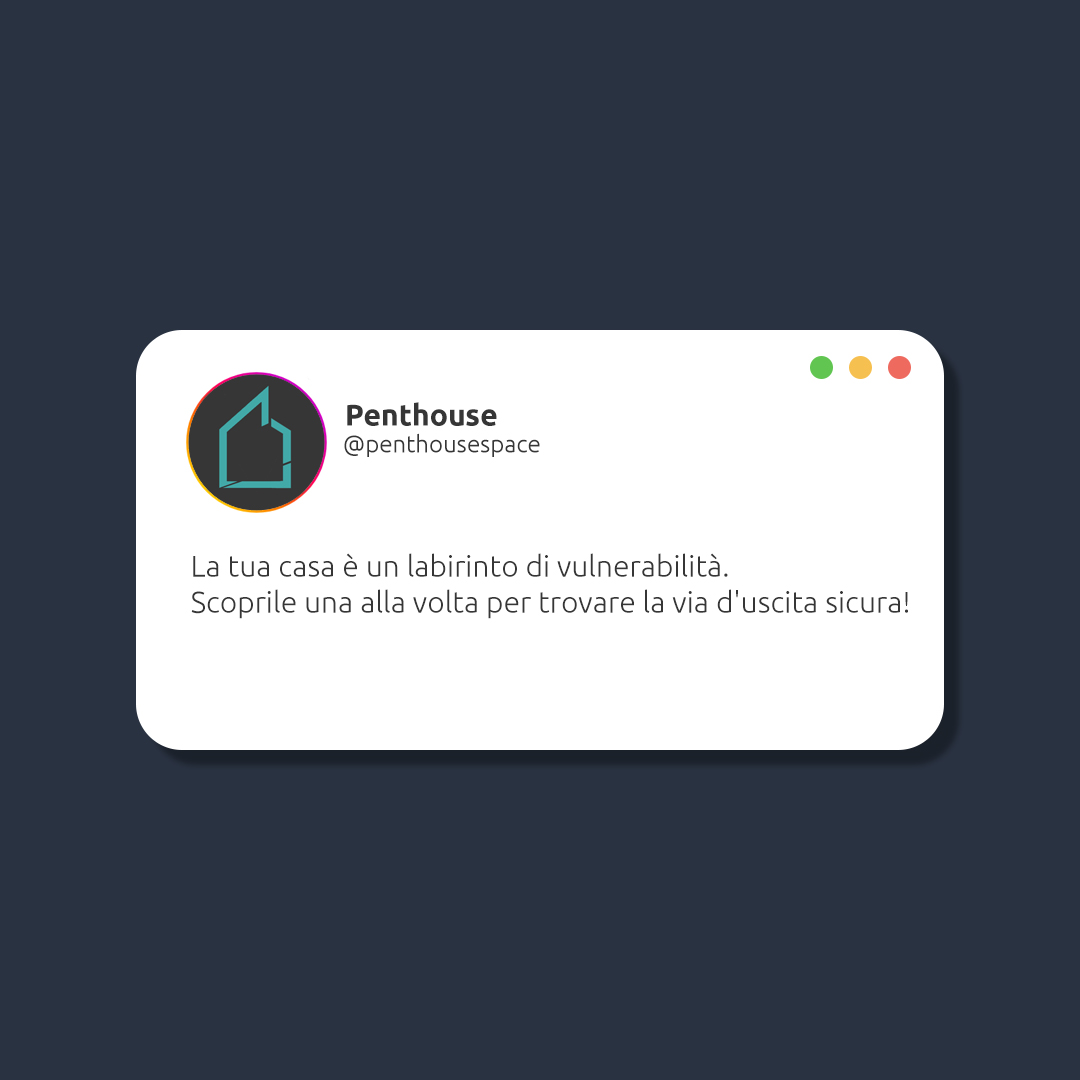 Penthouse
@penthousespace
La tua casa è un labirinto di vulnerabilità.
Scoprile una alla volta per trovare la via d'uscita sicura!